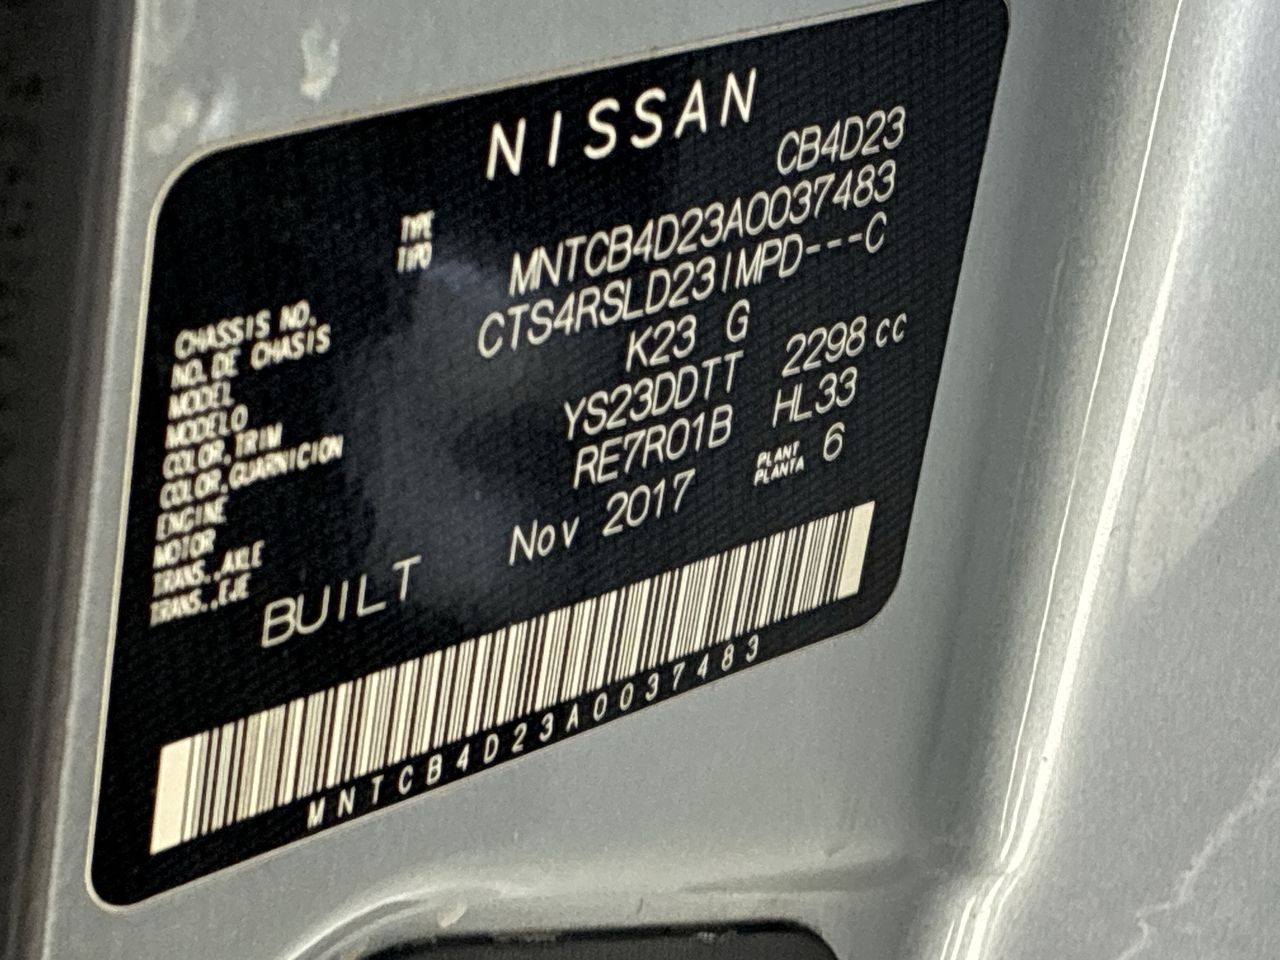 NISSAN
TYPE
TIPO
CB4D23
CHASSIS NO.
NO. DE CHASIS
MNTCB4D23A0037483
MODEL
MODELO
CTS4RSLD23IMPD---C
COLOR, TRIM
COLOR, GUARNICION
K23 G
ENGINE
MOTOR
YS23DDTT 2298 cc
TRANS., AXLE
TRANS., EJE
RE7R01B HL33
BUILT Nov 2017
PLANT
PLANTA
6
MNTCB4D23A0037483